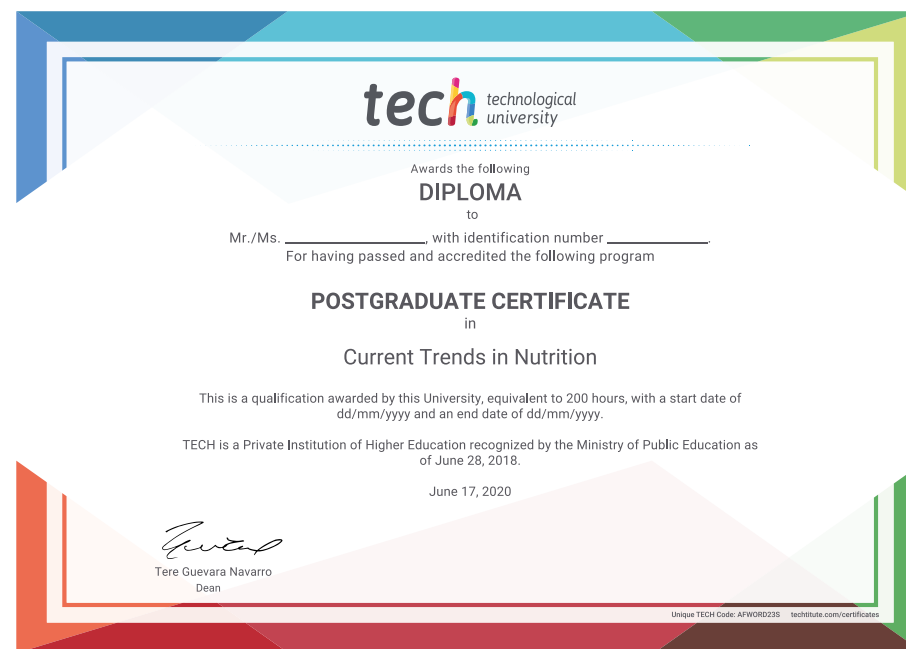 tech technological
university
Awards the following
DIPLOMA
to
Mr./Ms. ____________________, with identification number ______________.
For having passed and accredited the following program
POSTGRADUATE CERTIFICATE
in
Current Trends in Nutrition
This is a qualification awarded by this University, equivalent to 200 hours, with a start date of
dd/mm/yyyy and an end date of dd/mm/yyyy.
TECH is a Private Institution of Higher Education recognized by the Ministry of Public Education as
of June 28, 2018.
June 17, 2020
Tere Guevara Navarro
Dean
Unique TECH Code: AFWORD23S techtitute.com/certificates